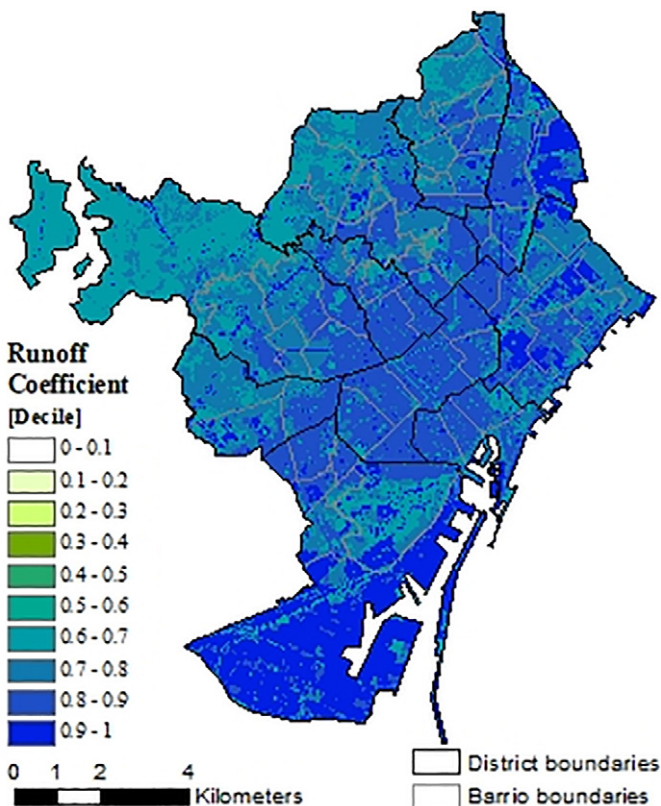 Runoff
Coefficient
[Decile]
0 - 0.1
0.1 - 0.2
0.2 - 0.3
0.3 - 0.4
0.4 - 0.5
0.5 - 0.6
0.6 - 0.7
0.7 - 0.8
0.8 - 0.9
0.9 - 1
0 1 2 4
Kilometers
District boundaries
Barrio boundaries